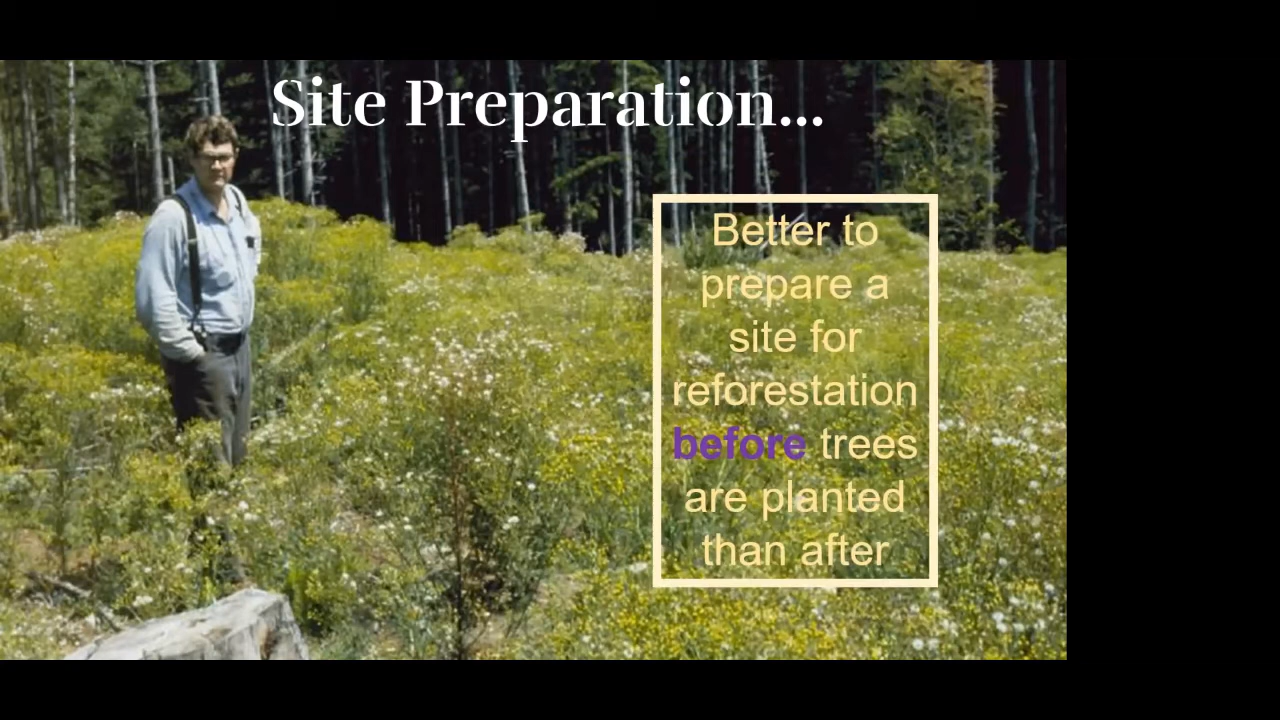 Site Preparation...
Better to
prepare a
site for
reforestation
before trees
are planted
than after